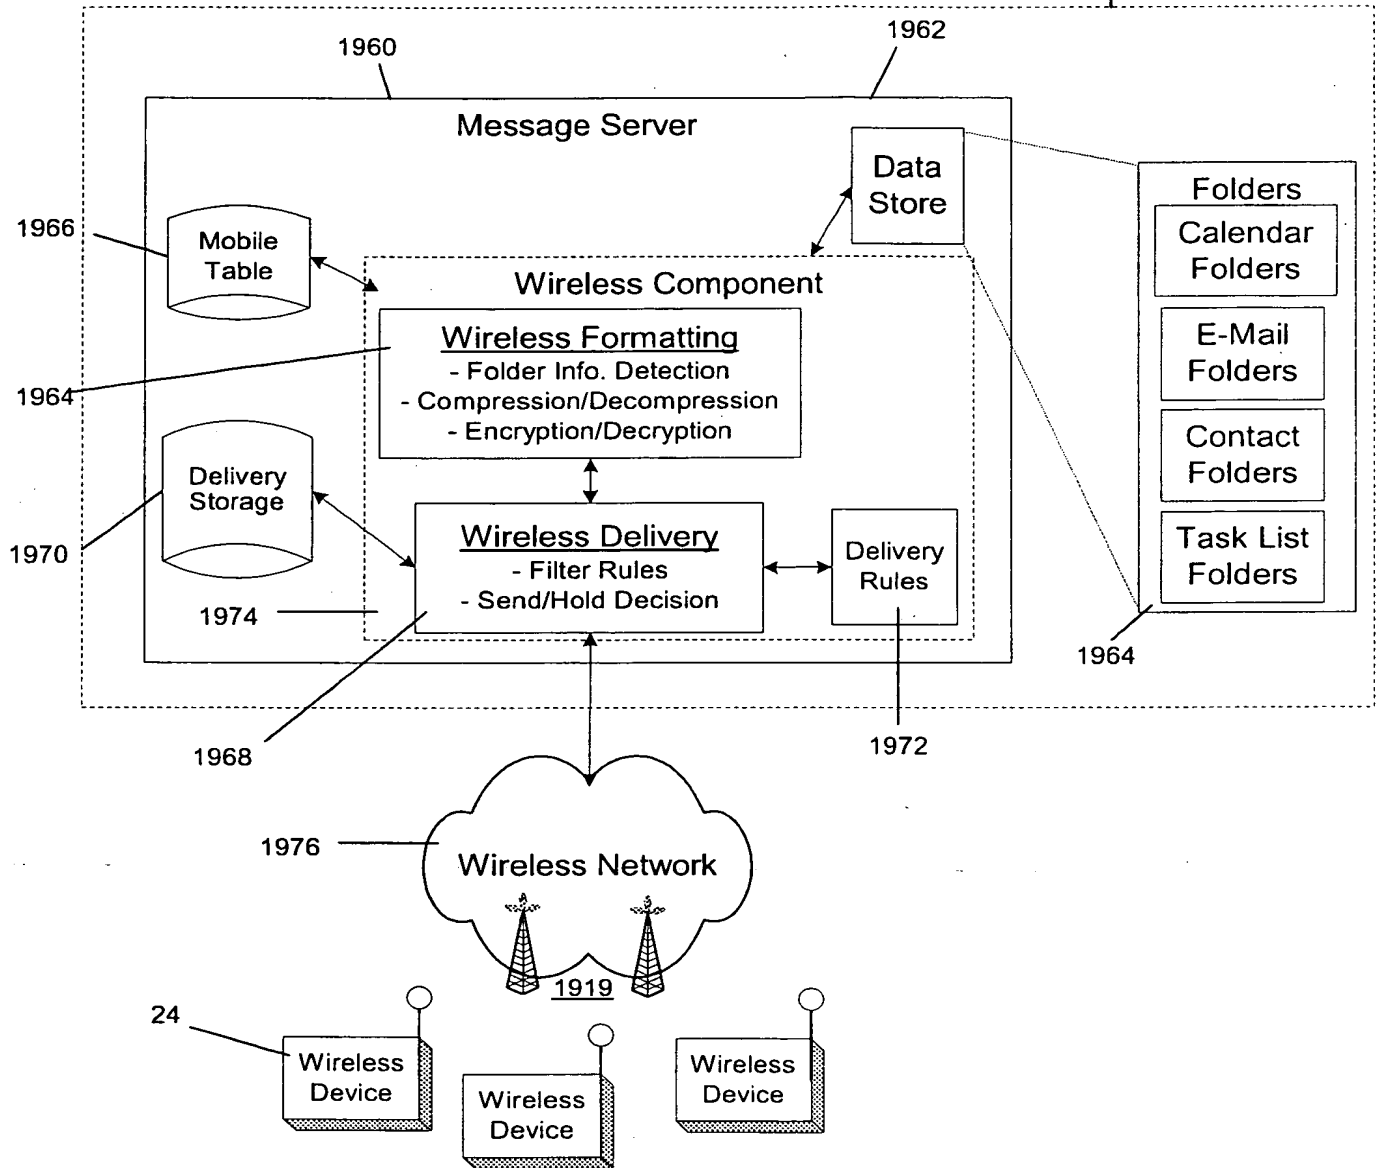 1960
1962
Message Server
Data
Store
Folders
Calendar
Folders
1966
Mobile
Table
Wireless Component
E-Mail
Folders
Wireless Formatting
- Folder Info. Detection
- Compression/Decompression
- Encryption/Decryption
1964
Contact
Folders
Delivery
Storage
Wireless Delivery
- Filter Rules
- Send/Hold Decision
Delivery
Rules
Task List
Folders
1970
1974
1964
1968
1972
1976
Wireless Network
1919
24
Wireless
Device
Wireless
Device
Wireless
Device